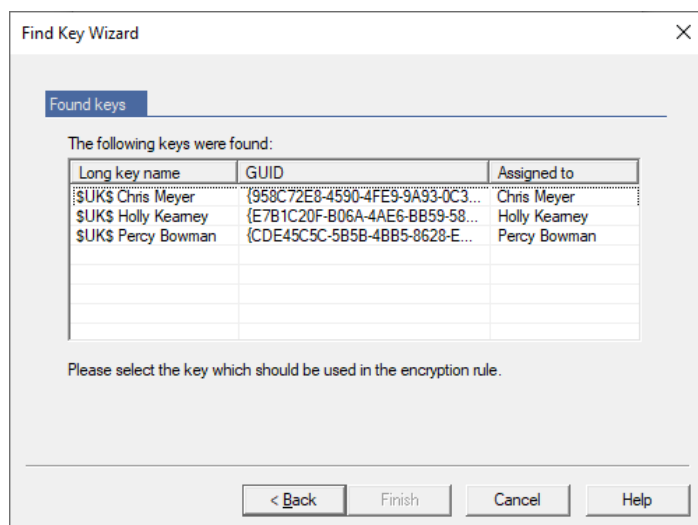 Find Key Wizard
Found keys
The following keys were found:
Long key name GUID Assigned to
$UK$ Chris Meyer {958C72E8-4590-4FE9-9A93-0C3... Chris Meyer
$UK$ Holly Kearney {E7B1C20F-B06A-4AE6-BB59-58... Holly Kearney
$UK$ Percy Bowman {CDE45C5C-5B5B-4BB5-8628-E... Percy Bowman
Please select the key which should be used in the encryption rule.
< Back Finish Cancel Help